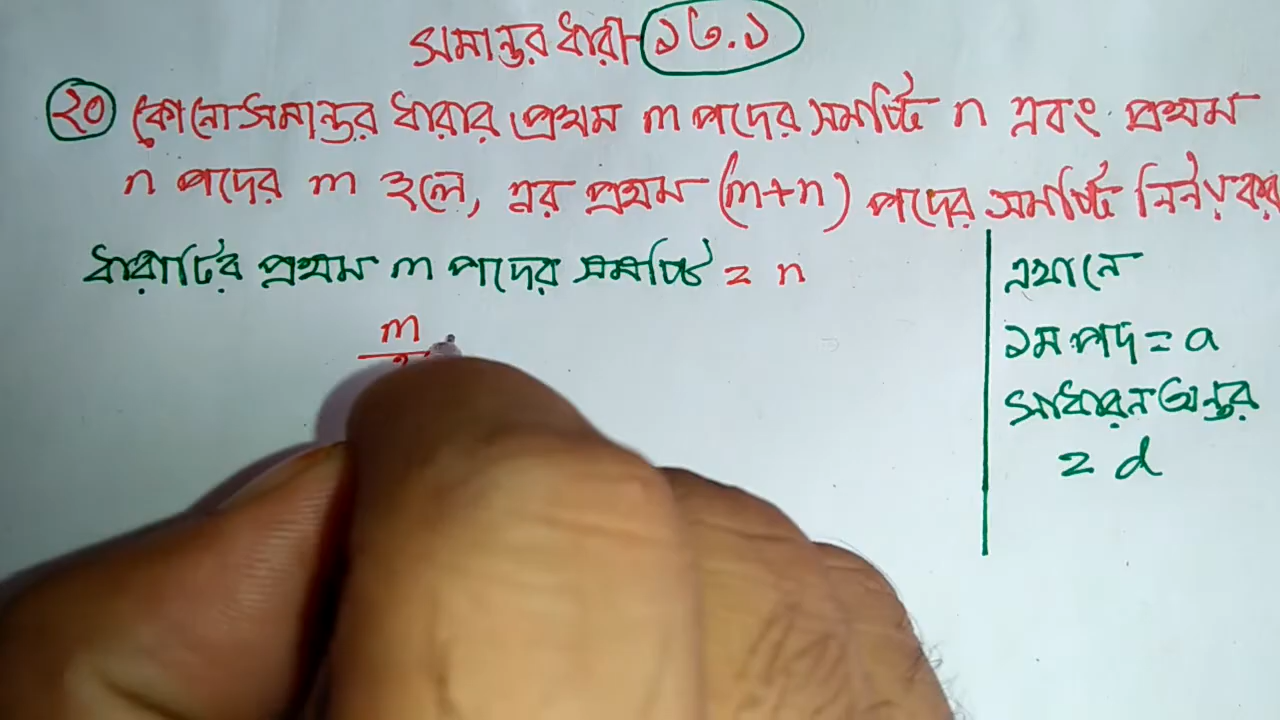 সমান্তর ধারা-১৩.১
২০ কোনো সমান্তর ধারার প্রথম m পদের সমষ্টি n এবং প্রথম
n পদের m হলে, এর প্রথম (m+n) পদের সমষ্টি নির্ণয় কর
ধারাটির প্রথম m পদের সমষ্টি = n
m
এখানে
১ম পদ = a
সাধারন অন্তর
= d